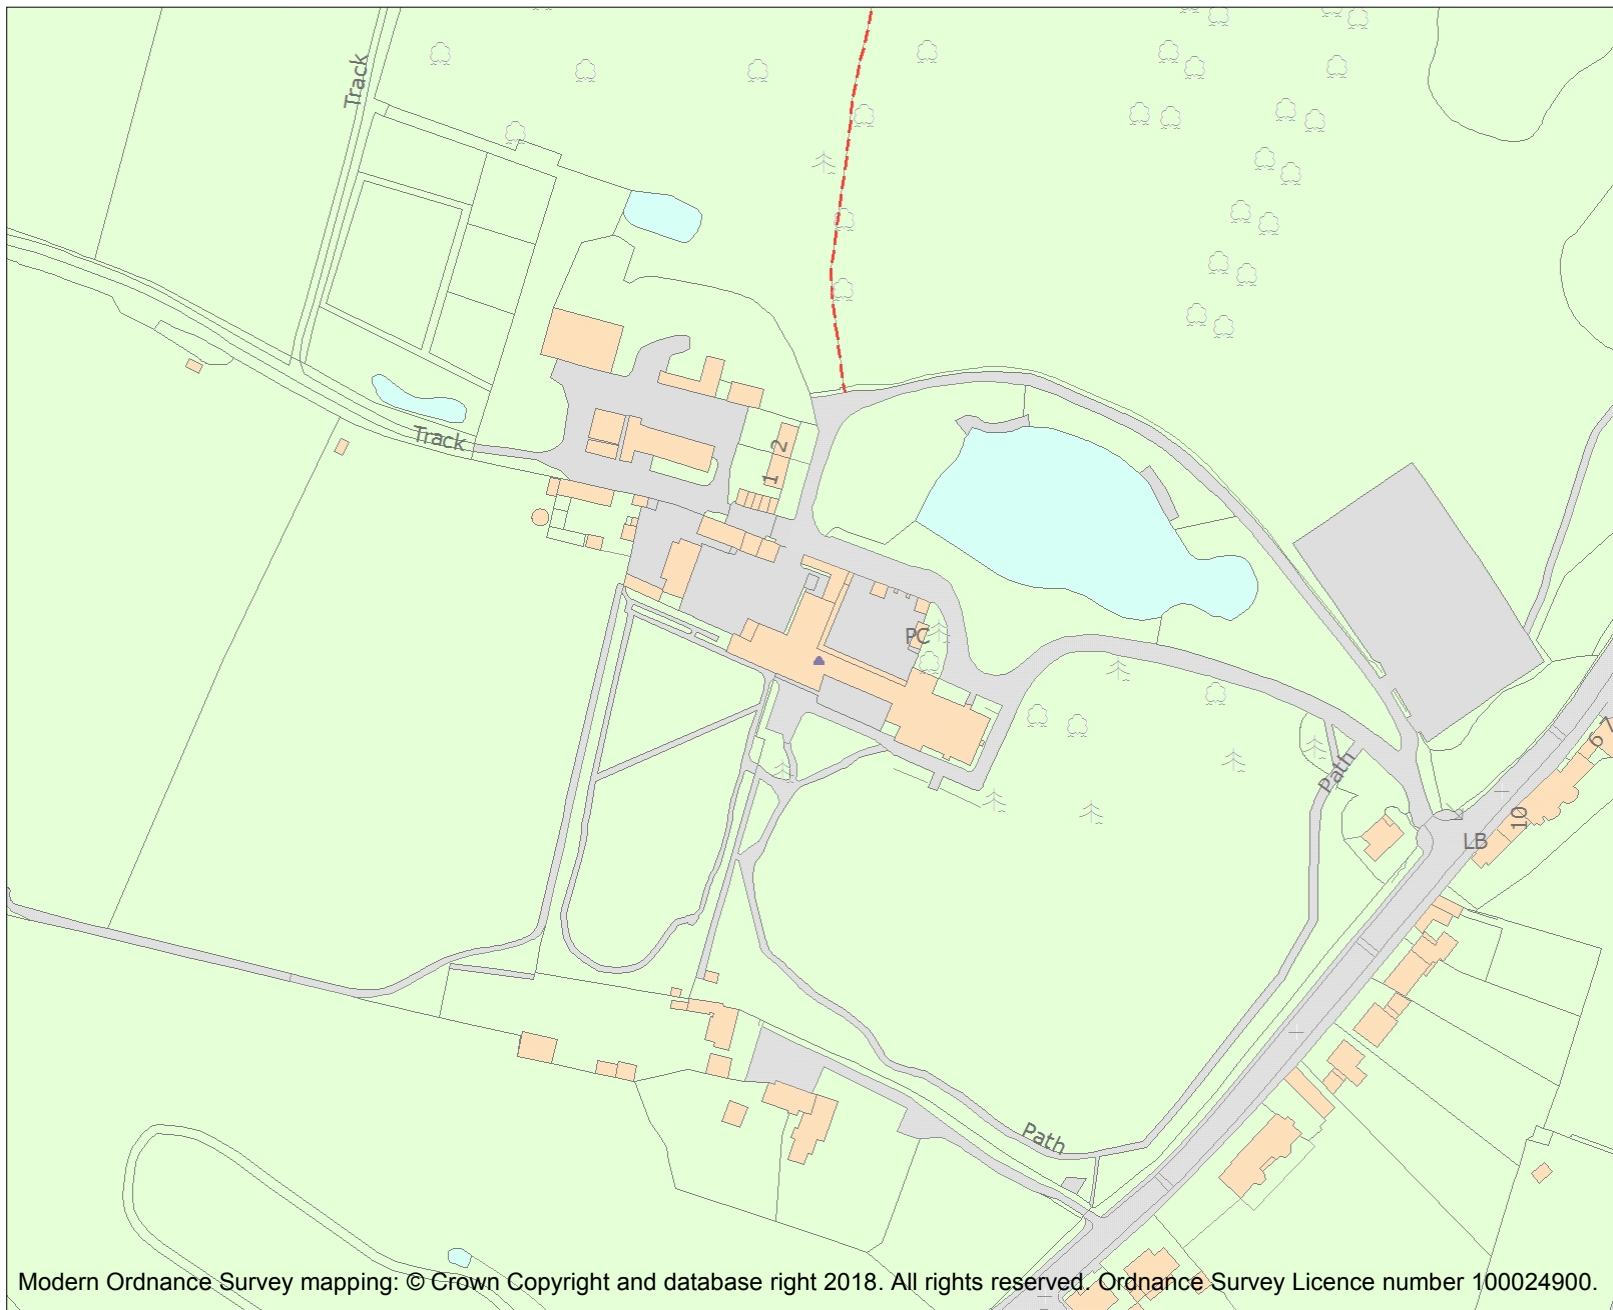 Track
Track
2
1
PC
Path
6 7
10
LB
Path
Modern Ordnance Survey mapping: © Crown Copyright and database right 2018. All rights reserved. Ordnance Survey Licence number 100024900.